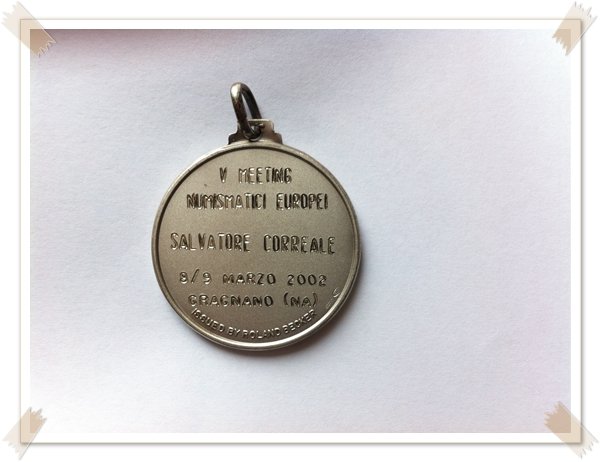 V MEETING
NUMISMATICI EUROPEI
SALVATORE CORREALE
8/9 MARZO 2002
GRAGNANO (NA)
ISSUED BY ROLAND BECKER